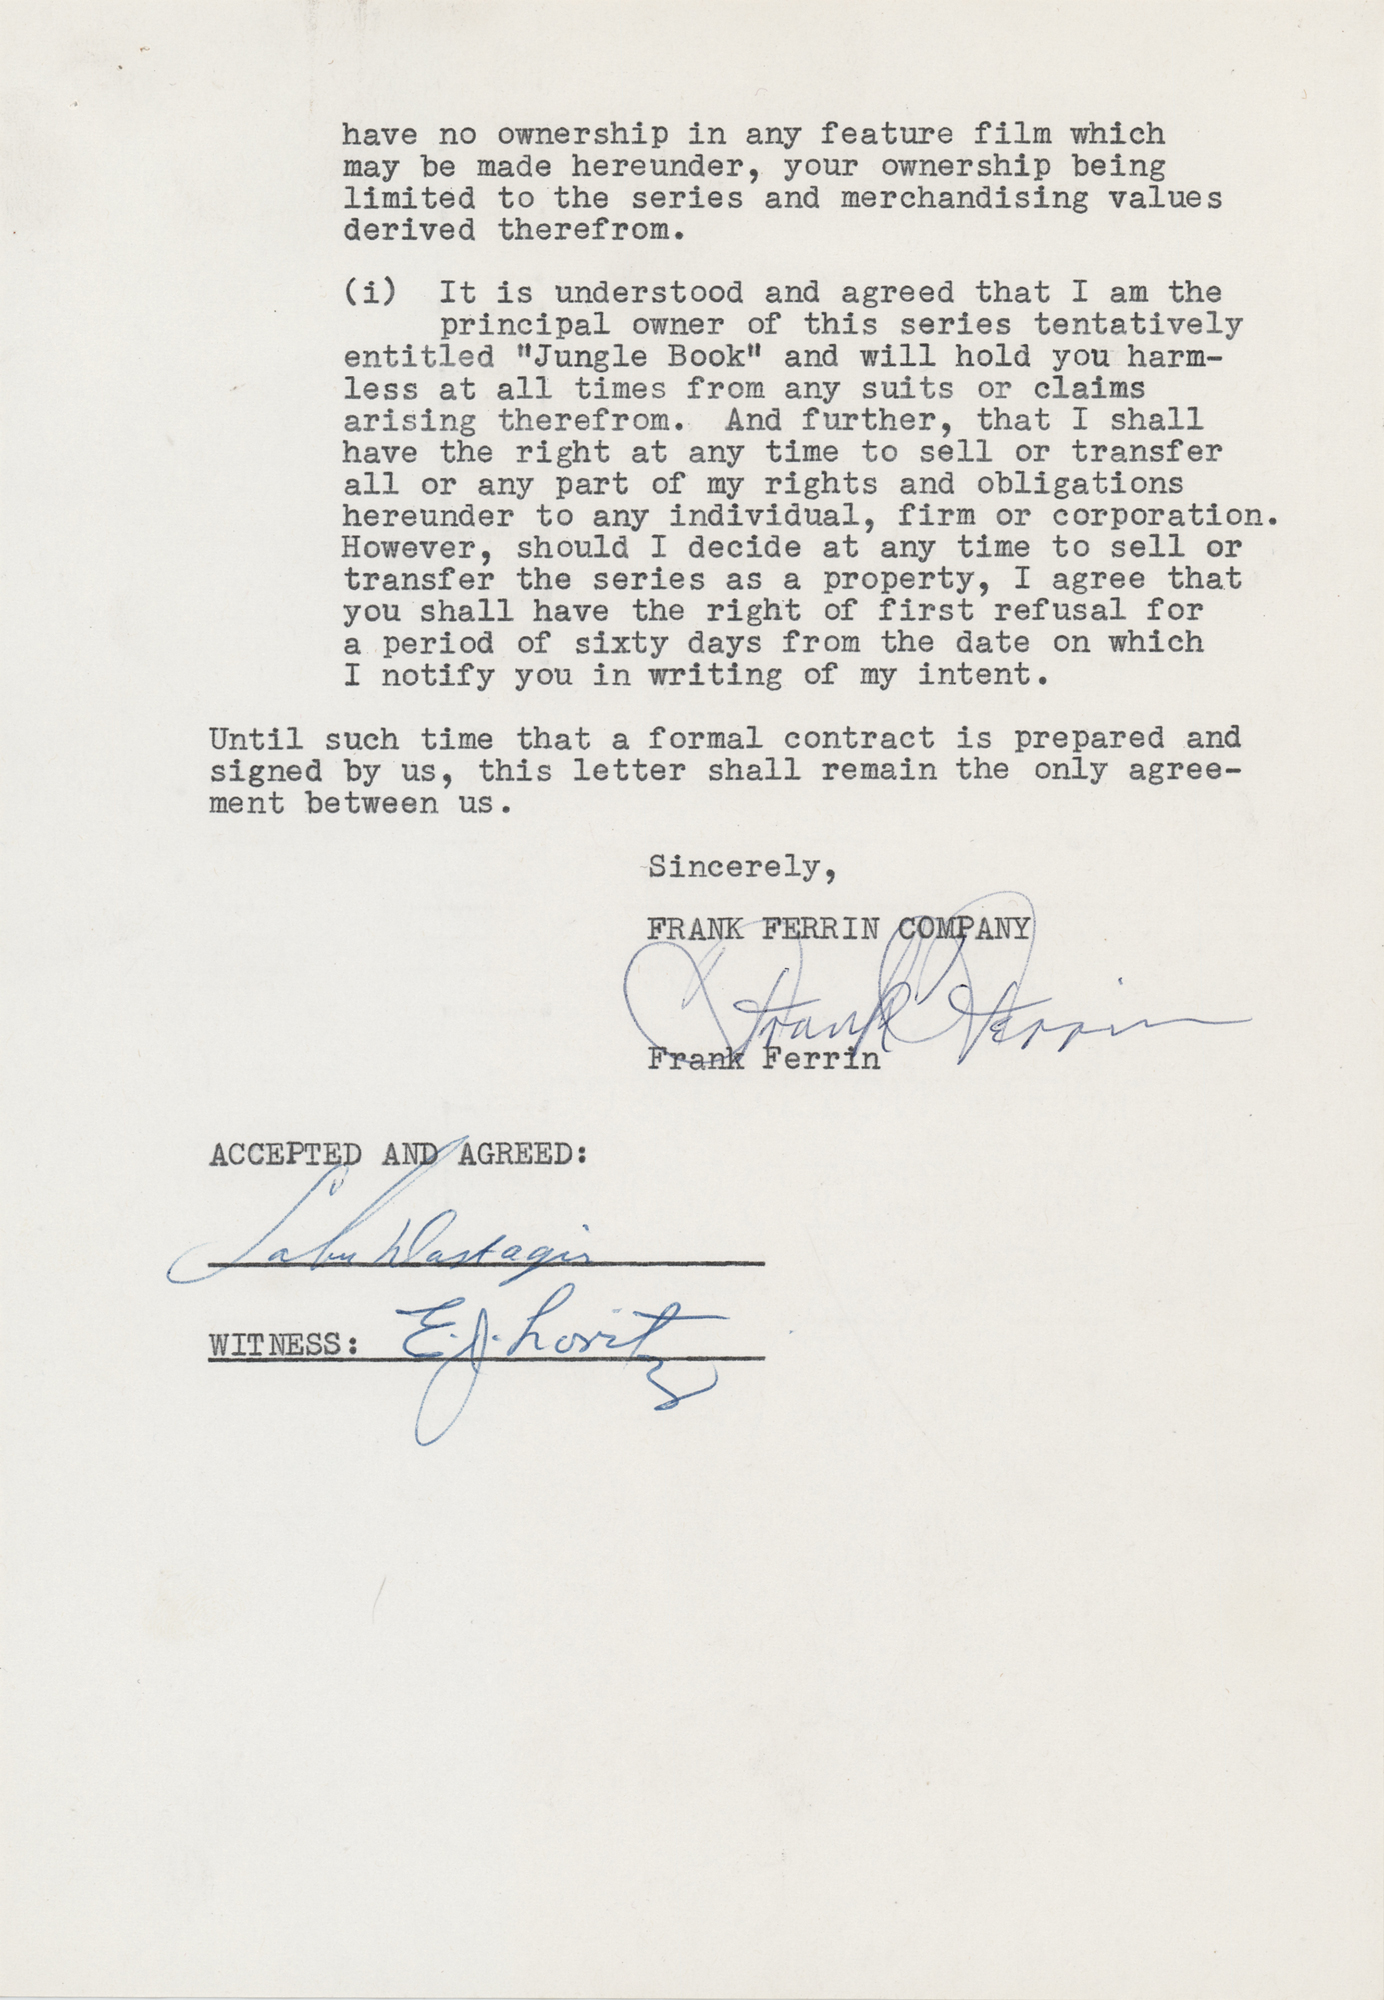 have no ownership in any feature film which
may be made hereunder, your ownership being
limited to the series and merchandising values
derived therefrom.
(i) It is understood and agreed that I am the
principal owner of this series tentatively
entitled "Jungle Book" and will hold you harm-
less at all times from any suits or claims
arising therefrom. And further, that I shall
have the right at any time to sell or transfer
all or any part of my rights and obligations
hereunder to any individual, firm or corporation.
However, should I decide at any time to sell or
transfer the series as a property, I agree that
you shall have the right of first refusal for
a period of sixty days from the date on which
I notify you in writing of my intent.
Until such time that a formal contract is prepared and
signed by us, this letter shall remain the only agree-
ment between us.
Sincerely,
FRANK FERRIN COMPANY
Frank Ferrin
Frank Ferrin
ACCEPTED AND AGREED:
Sabu Dastagir
WITNESS: E.J.